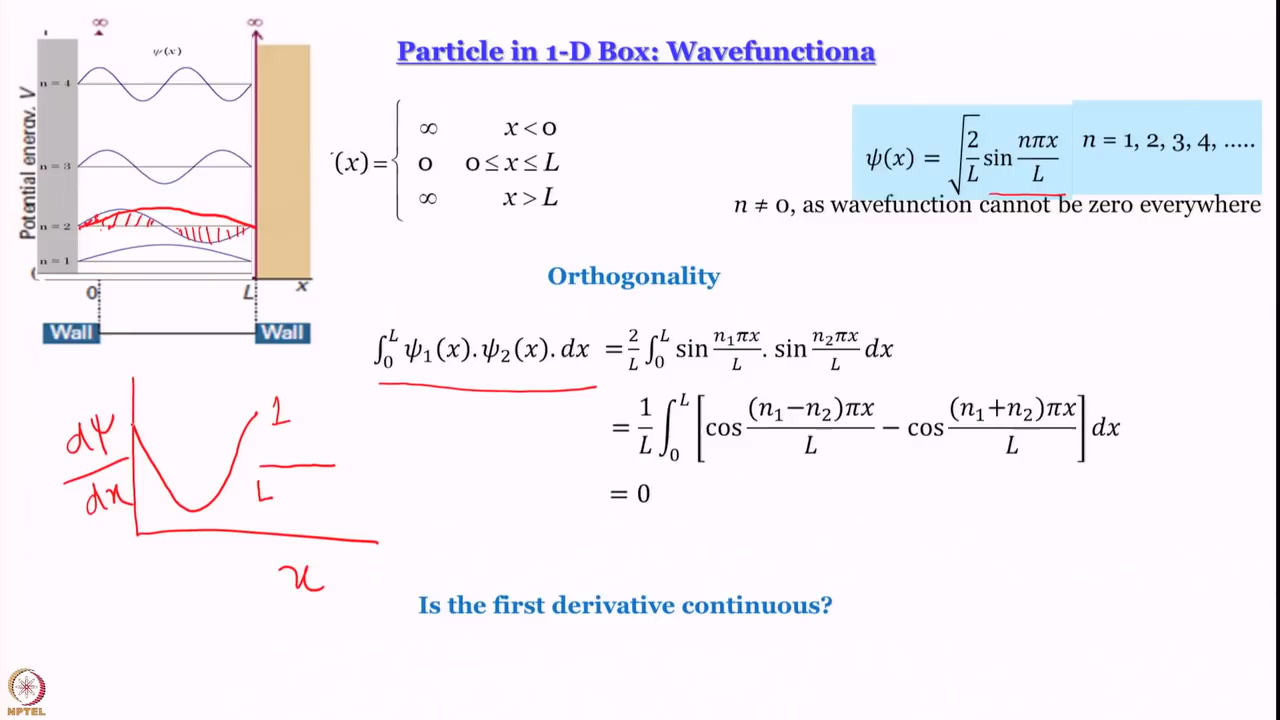 Particle in 1-D Box: Wavefunctiona
∞ ∞
ψ(x)
n = 4
n = 3
n = 2
n = 1
Potential energy, V
0 L x
Wall Wall
(x) = { ∞ x < 0
0 0 ≤ x ≤ L
∞ x > L
ψ(x) = √(2/L) sin nπx/L n = 1, 2, 3, 4, .....
n ≠ 0, as wavefunction cannot be zero everywhere
Orthogonality
∫₀ᴸ ψ₁(x).ψ₂(x).dx = 2/L ∫₀ᴸ sin n₁πx/L . sin n₂πx/L dx
= 1/L ∫₀ᴸ [cos (n₁−n₂)πx/L − cos (n₁+n₂)πx/L] dx
= 0
dψ/dx
L
x
Is the first derivative continuous?
NPTEL